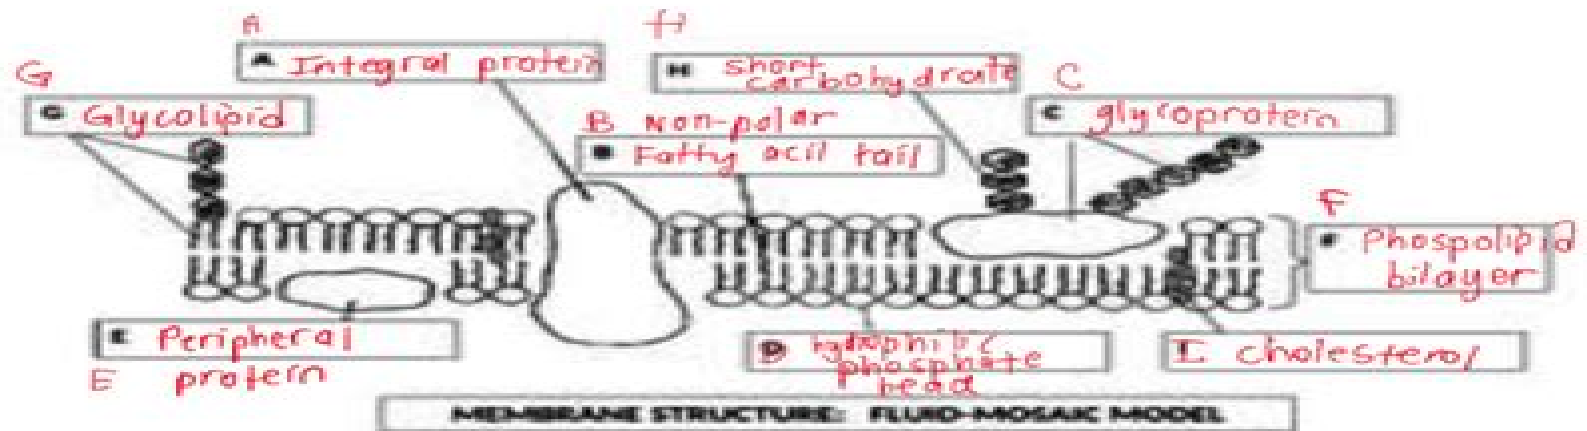 A
H
G
A Integral protein
H short
carbohydrate
C
G Glycolipid
C glycoprotein
B Non-polar
B Fatty acil tail
F
F Phospolipid
bilayer
E Peripheral
E protein
D hydrophilic
phosphate
head
I cholesterol
MEMBRANE STRUCTURE: FLUID-MOSAIC MODEL